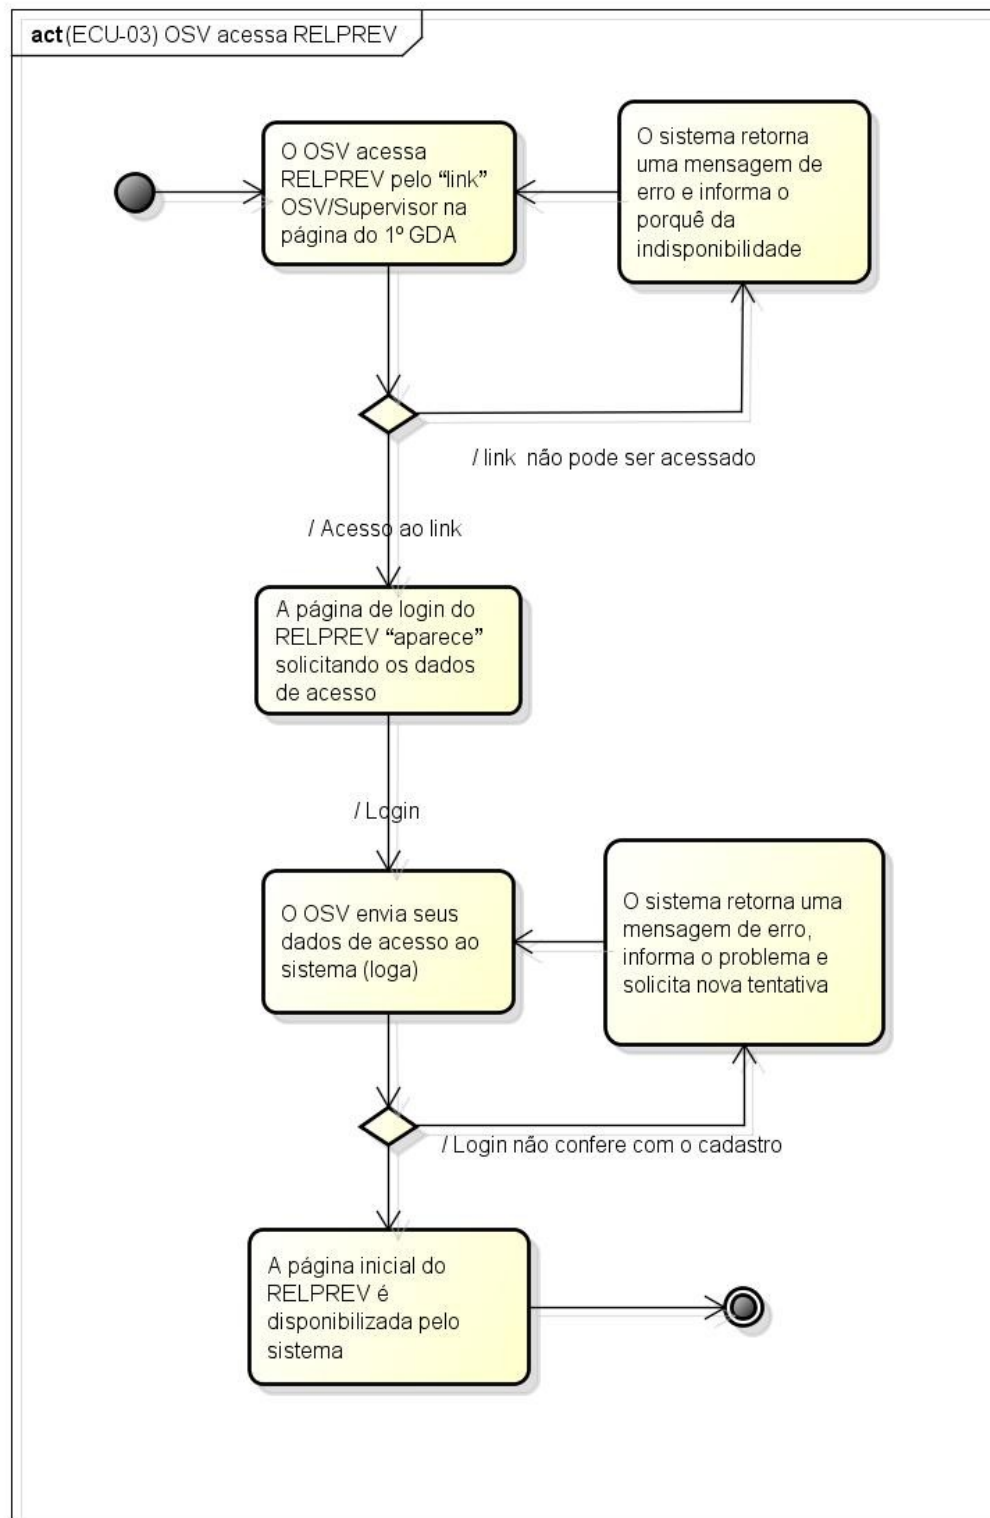 act (ECU-03) OSV acessa RELPREV
O OSV acessa
RELPREV pelo “link”
OSV/Supervisor na
página do 1º GDA
O sistema retorna
uma mensagem de
erro e informa o
porquê da
indisponibilidade
/ link não pode ser acessado
/ Acesso ao link
A página de login do
RELPREV “aparece”
solicitando os dados
de acesso
/ Login
O OSV envia seus
dados de acesso ao
sistema (loga)
O sistema retorna uma
mensagem de erro,
informa o problema e
solicita nova tentativa
/ Login não confere com o cadastro
A página inicial do
RELPREV é
disponibilizada pelo
sistema